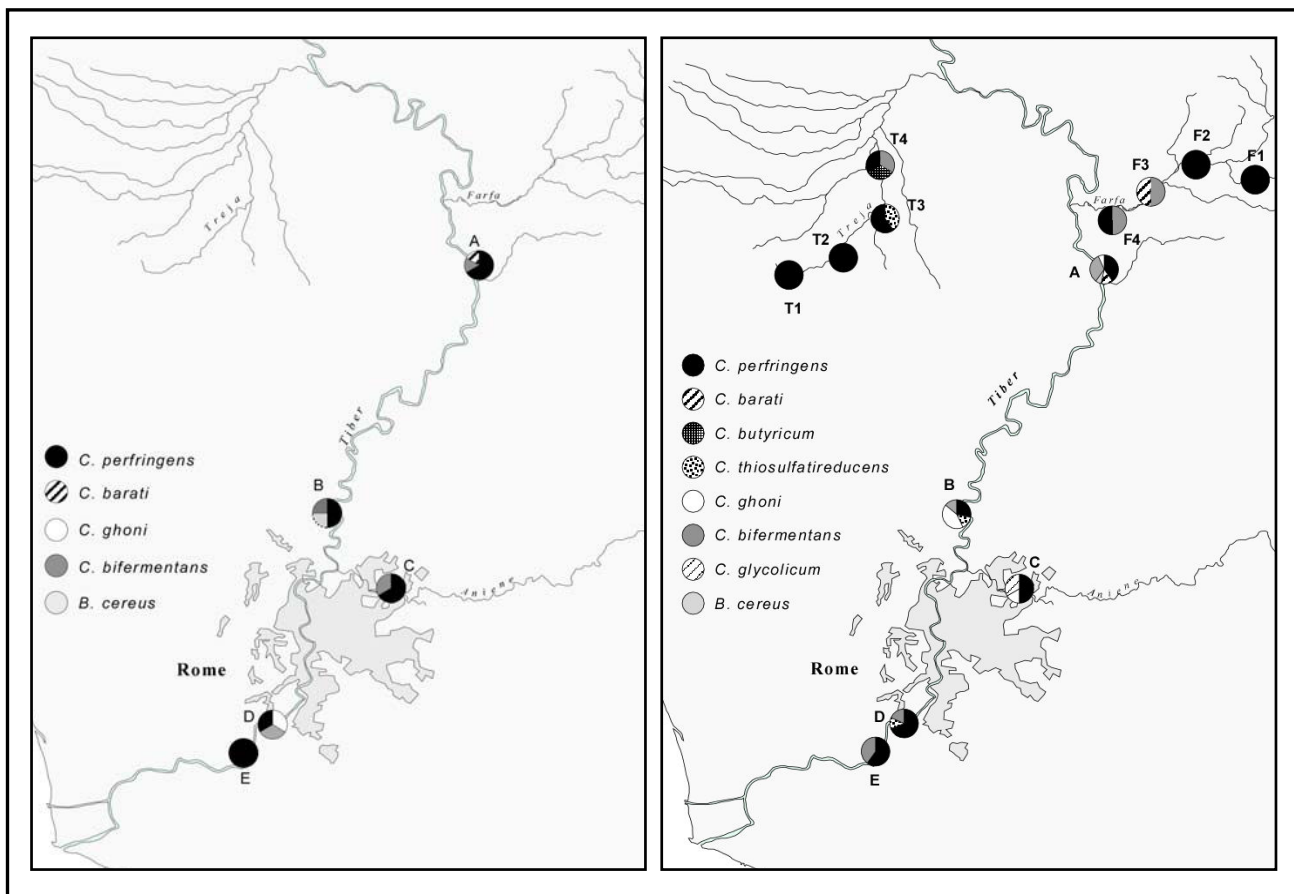 Farfa
Treja
A
Tiber
C. perfringens
C. barati
C. ghoni
C. bifermentans
B. cereus
B
C
Aniene
Rome
D
E
T4
F2
F1
F3
Farfa
T3
Treja
F4
T2
A
T1
C. perfringens
C. barati
C. butyricum
C. thiosulfatireducens
C. ghoni
C. bifermentans
C. glycolicum
B. cereus
Tiber
B
C
Aniene
Rome
D
E